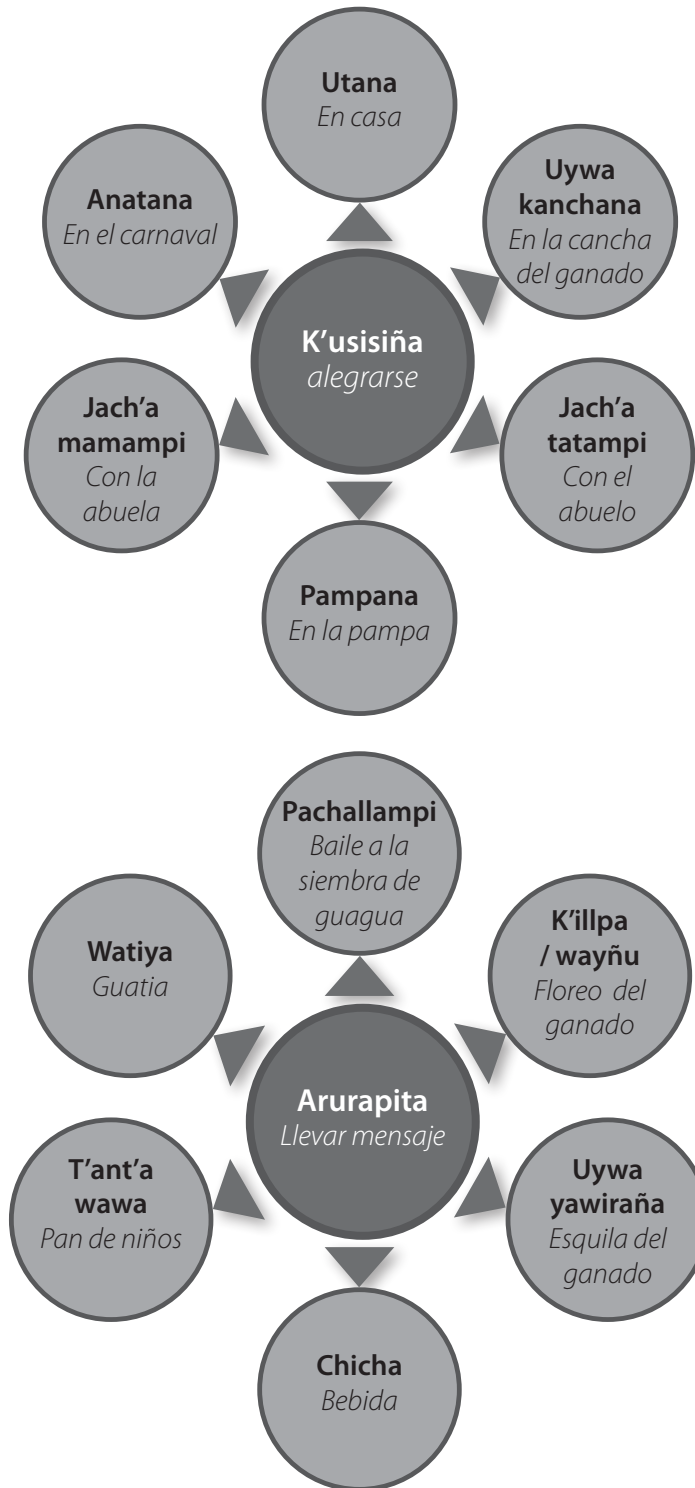 Utana
En casa
Anatana
En el carnaval
Uywa
kanchana
En la cancha
del ganado
K'usisiña
alegrarse
Jach'a
mamampi
Con la
abuela
Jach'a
tatampi
Con el
abuelo
Pampana
En la pampa
Pachallampi
Baile a la
siembra de
guagua
Watiya
Guatia
K'illpa
/ wayñu
Floreo del
ganado
Arurapita
Llevar mensaje
T'ant'a
wawa
Pan de niños
Uywa
yawiraña
Esquila del
ganado
Chicha
Bebida